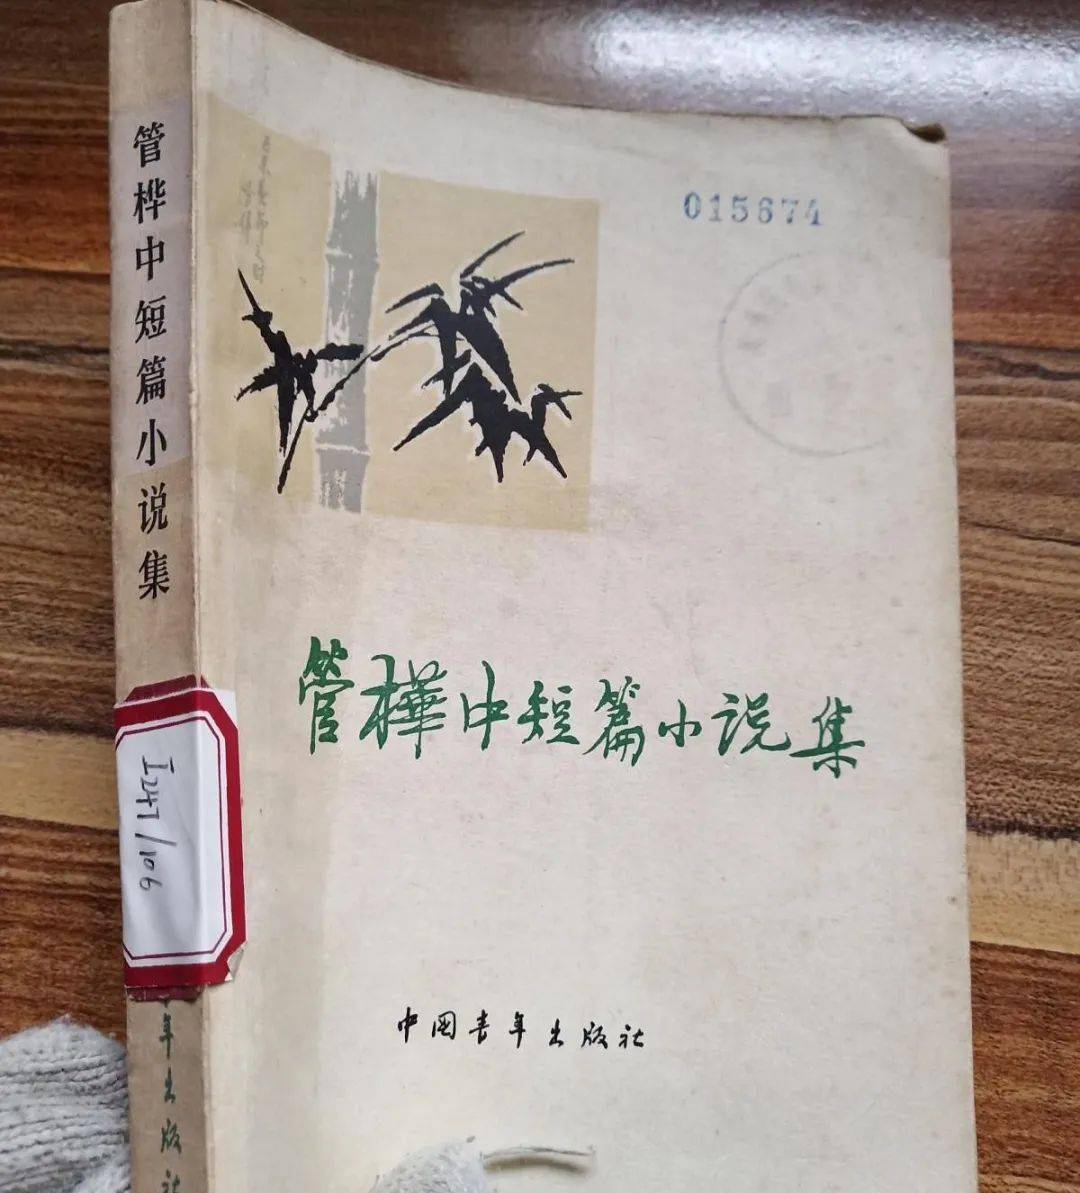 管桦中短篇小说集
I247/106
年出版社
015674
管樺中短篇小说集
中国青年出版社